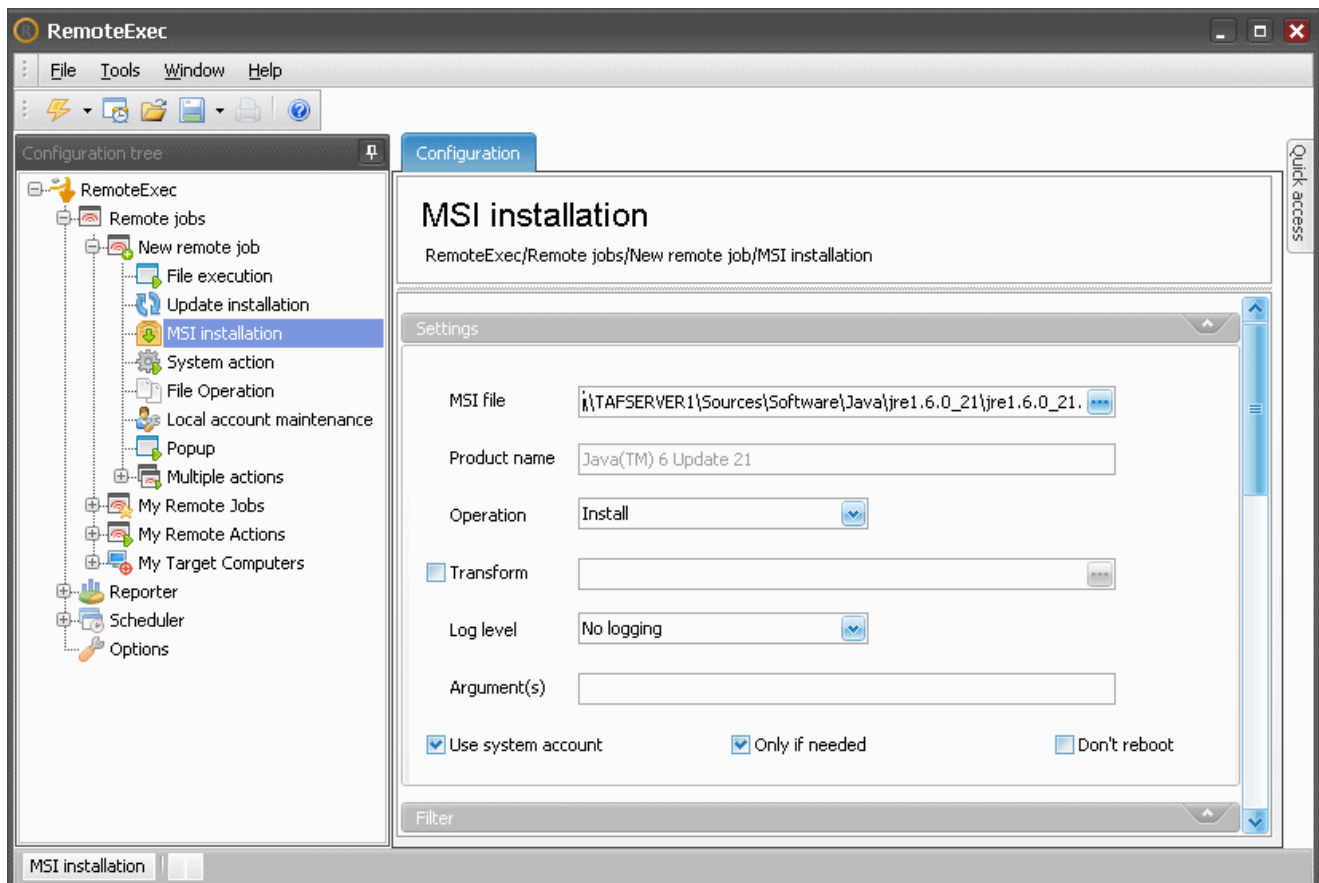 RemoteExec
File Tools Window Help
Configuration tree
RemoteExec
Remote jobs
New remote job
File execution
Update installation
MSI installation
System action
File Operation
Local account maintenance
Popup
Multiple actions
My Remote Jobs
My Remote Actions
My Target Computers
Reporter
Scheduler
Options
Configuration
MSI installation
RemoteExec/Remote jobs/New remote job/MSI installation
Settings
MSI file \\TAFSERVER1\Sources\Software\Java\jre1.6.0_21\jre1.6.0_21.
Product name Java(TM) 6 Update 21
Operation Install
Transform
Log level No logging
Argument(s)
Use system account Only if needed Don't reboot
Filter
Quick access
MSI installation